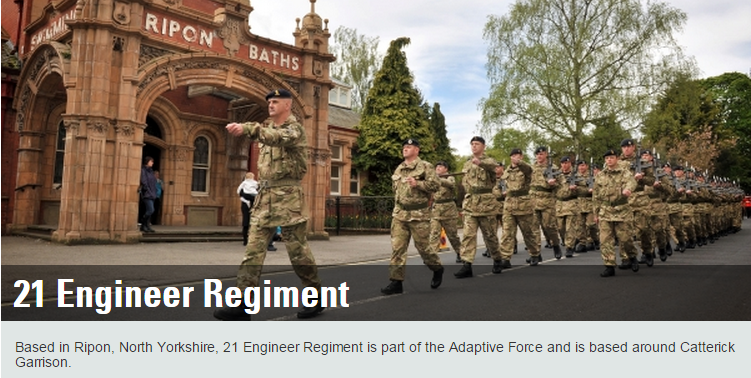 SWIMMING
RIPON BATHS
21 Engineer Regiment
Based in Ripon, North Yorkshire, 21 Engineer Regiment is part of the Adaptive Force and is based around Catterick
Garrison.